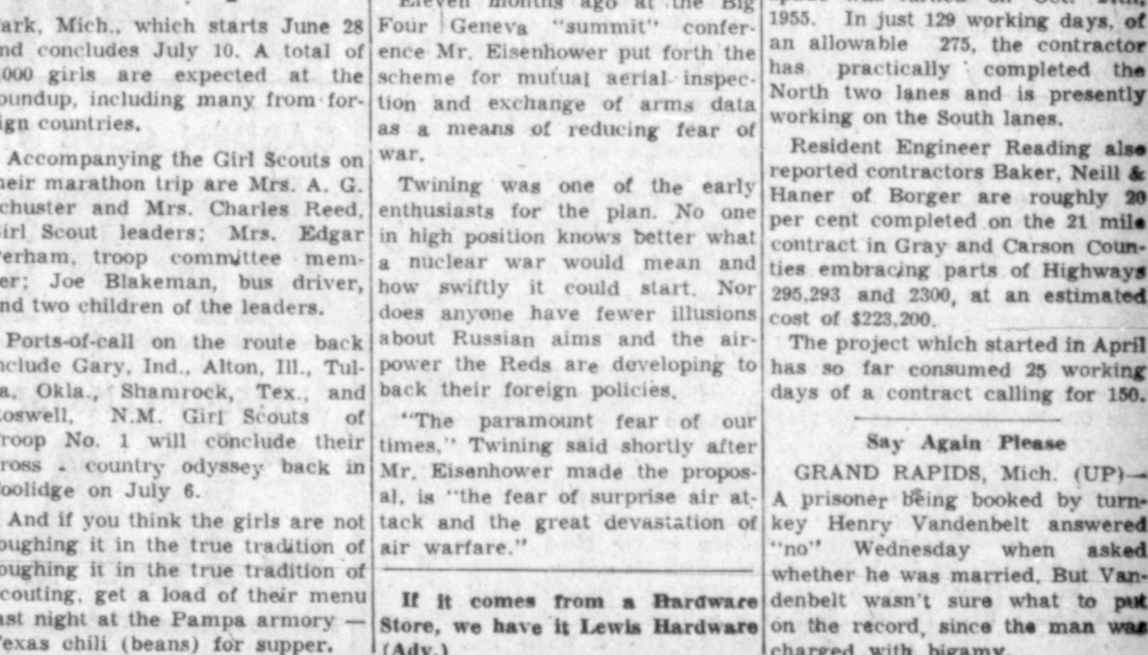 ark, Mich., which starts June 28
nd concludes July 10. A total of
000 girls are expected at the
oundup, including many from for-
ign countries.
Accompanying the Girl Scouts on
heir marathon trip are Mrs. A. G.
chuster and Mrs. Charles Reed,
irl Scout leaders; Mrs. Edgar
erham, troop committee mem-
er; Joe Blakeman, bus driver,
nd two children of the leaders.
Ports-of-call on the route back
nclude Gary, Ind., Alton, Ill., Tul-
a, Okla., Shamrock, Tex., and
oswell, N.M. Girl Scouts of
roop No. 1 will conclude their
ross - country odyssey back in
oolidge on July 6.
And if you think the girls are not
oughing it in the true tradition of
oughing it in the true tradition of
couting, get a load of their menu
ast night at the Pampa armory —
exas chili (beans) for supper.
Eleven months ago at the Big
Four Geneva "summit" confer-
ence Mr. Eisenhower put forth the
scheme for mutual aerial inspec-
tion and exchange of arms data
as a means of reducing fear of
war.
Twining was one of the early
enthusiasts for the plan. No one
in high position knows better what
a nuclear war would mean and
how swiftly it could start. Nor
does anyone have fewer illusions
about Russian aims and the air-
power the Reds are developing to
back their foreign policies.
"The paramount fear of our
times," Twining said shortly after
Mr. Eisenhower made the propos-
al, is "the fear of surprise air at-
tack and the great devastation of
air warfare."
If it comes from a Hardware
Store, we have it Lewis Hardware
(Adv.)
was turned on Oct. 24th,
1955. In just 129 working days, of
an allowable 275, the contractor
has practically completed the
North two lanes and is presently
working on the South lanes.
Resident Engineer Reading also
reported contractors Baker, Neill &
Haner of Borger are roughly 20
per cent completed on the 21 mile
contract in Gray and Carson Coun-
ties embracing parts of Highways
295,293 and 2300, at an estimated
cost of $223,200.
The project which started in April
has so far consumed 25 working
days of a contract calling for 150.
Say Again Please
GRAND RAPIDS, Mich. (UP)—
A prisoner being booked by turn-
key Henry Vandenbelt answered
"no" Wednesday when asked
whether he was married. But Van-
denbelt wasn't sure what to put
on the record, since the man was
charged with bigamy.